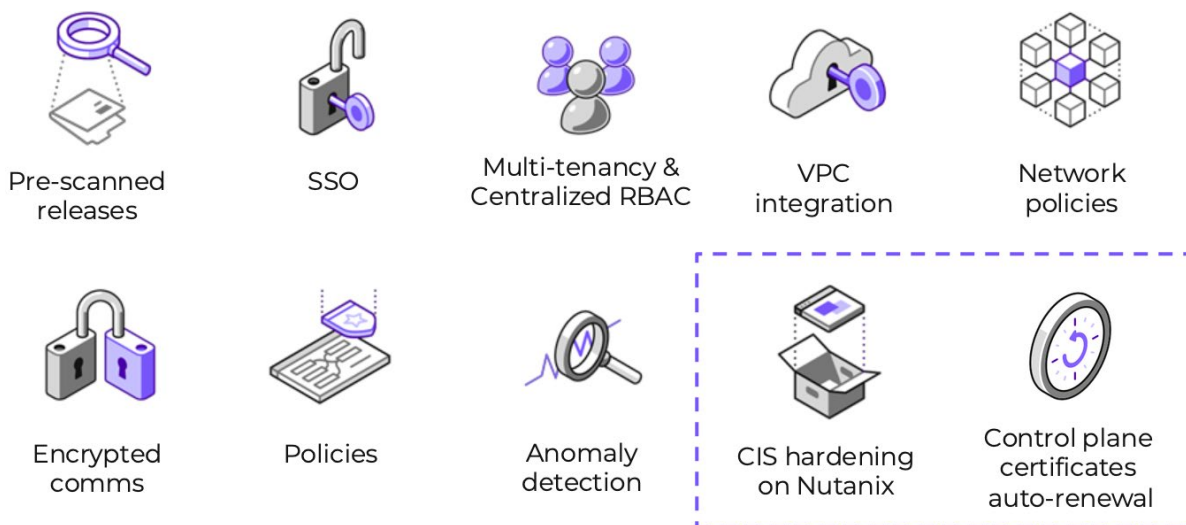 Pre-scanned
releases
SSO
Multi-tenancy &
Centralized RBAC
VPC
integration
Network
policies
Encrypted
comms
Policies
Anomaly
detection
CIS hardening
on Nutanix
Control plane
certificates
auto-renewal